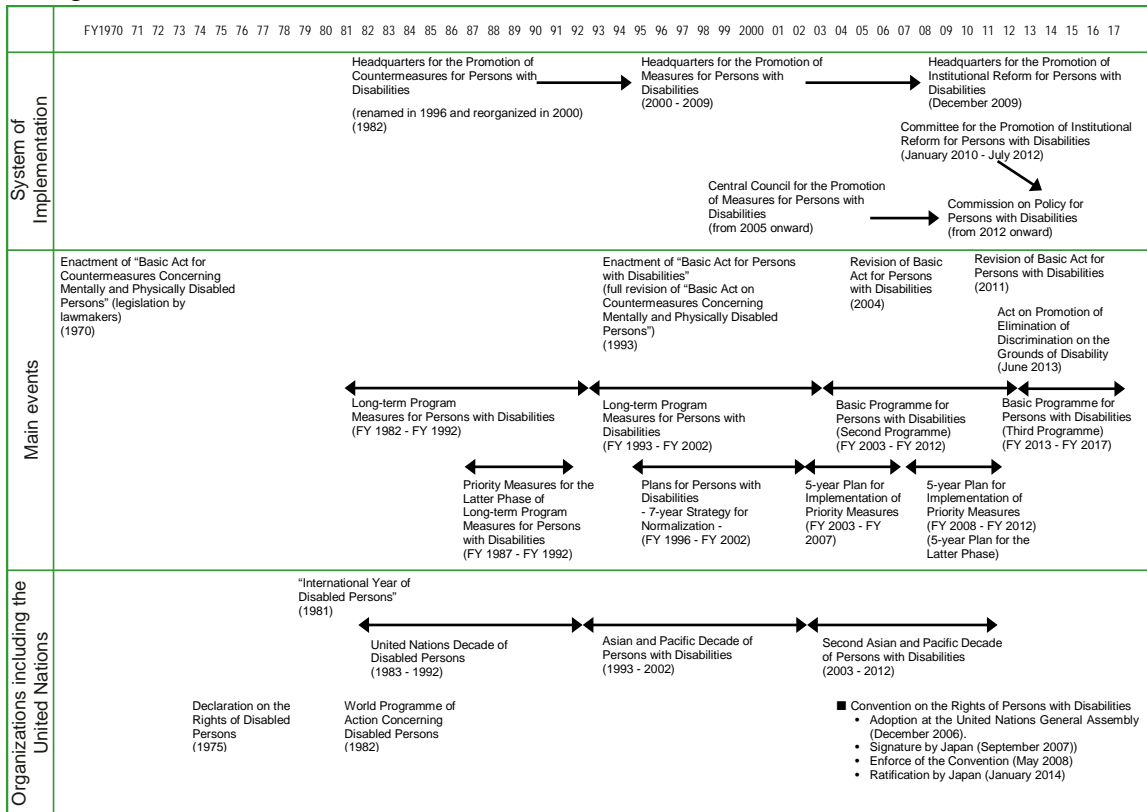 FY1970 71 72 73 74 75 76 77 78 79 80 81 82 83 84 85 86 87 88 89 90 91 92 93 94 95 96 97 98 99 2000 01 02 03 04 05 06 07 08 09 10 11 12 13 14 15 16 17
System of
Implementation
Headquarters for the Promotion of
Countermeasures for Persons with
Disabilities
(renamed in 1996 and reorganized in 2000)
(1982)
Headquarters for the Promotion of
Measures for Persons with
Disabilities
(2000 - 2009)
Headquarters for the Promotion of
Institutional Reform for Persons with
Disabilities
(December 2009)
Committee for the Promotion of Institutional
Reform for Persons with Disabilities
(January 2010 - July 2012)
Central Council for the Promotion
of Measures for Persons with
Disabilities
(from 2005 onward)
Commission on Policy for
Persons with Disabilities
(from 2012 onward)
Main events
Enactment of “Basic Act for
Countermeasures Concerning
Mentally and Physically Disabled
Persons” (legislation by
lawmakers)
(1970)
Enactment of “Basic Act for Persons
with Disabilities”
(full revision of “Basic Act on
Countermeasures Concerning
Mentally and Physically Disabled
Persons”)
(1993)
Revision of Basic
Act for Persons
with Disabilities
(2004)
Revision of Basic Act for
Persons with Disabilities
(2011)
Act on Promotion of
Elimination of
Discrimination on the
Grounds of Disability
(June 2013)
Long-term Program
Measures for Persons with Disabilities
(FY 1982 - FY 1992)
Long-term Program
Measures for Persons with
Disabilities
(FY 1993 - FY 2002)
Basic Programme for
Persons with Disabilities
(Second Programme)
(FY 2003 - FY 2012)
Basic Programme for
Persons with Disabilities
(Third Programme)
(FY 2013 - FY 2017)
Priority Measures for the
Latter Phase of
Long-term Program
Measures for Persons
with Disabilities
(FY 1987 - FY 1992)
Plans for Persons with
Disabilities
- 7-year Strategy for
Normalization -
(FY 1996 - FY 2002)
5-year Plan for
Implementation of
Priority Measures
(FY 2003 - FY
2007)
5-year Plan for
Implementation of
Priority Measures
(FY 2008 - FY 2012)
(5-year Plan for the
Latter Phase)
Organizations including the
United Nations
“International Year of
Disabled Persons”
(1981)
United Nations Decade of
Disabled Persons
(1983 - 1992)
Asian and Pacific Decade of
Persons with Disabilities
(1993 - 2002)
Second Asian and Pacific Decade
of Persons with Disabilities
(2003 - 2012)
Declaration on the
Rights of Disabled
Persons
(1975)
World Programme of
Action Concerning
Disabled Persons
(1982)
■ Convention on the Rights of Persons with Disabilities
• Adoption at the United Nations General Assembly
(December 2006).
• Signature by Japan (September 2007))
• Enforce of the Convention (May 2008)
• Ratification by Japan (January 2014)